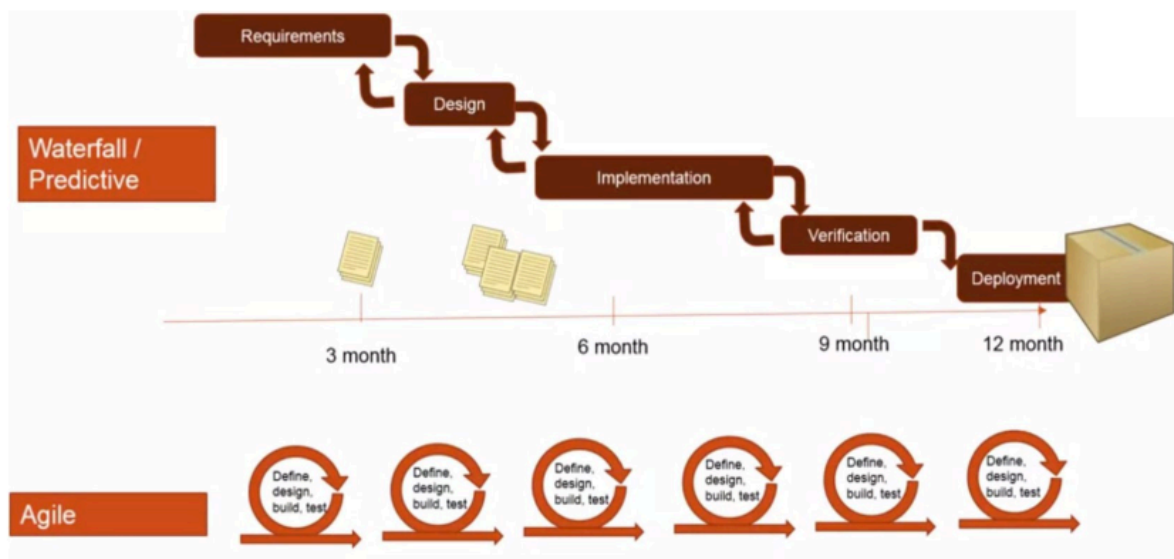 Requirements
Design
Waterfall /
Predictive
Implementation
Verification
Deployment
3 month
6 month
9 month
12 month
Define,
design,
build, test
Define,
design,
build, test
Define,
design,
build, test
Define,
design,
build, test
Define,
design,
build, test
Define,
design,
build, test
Agile